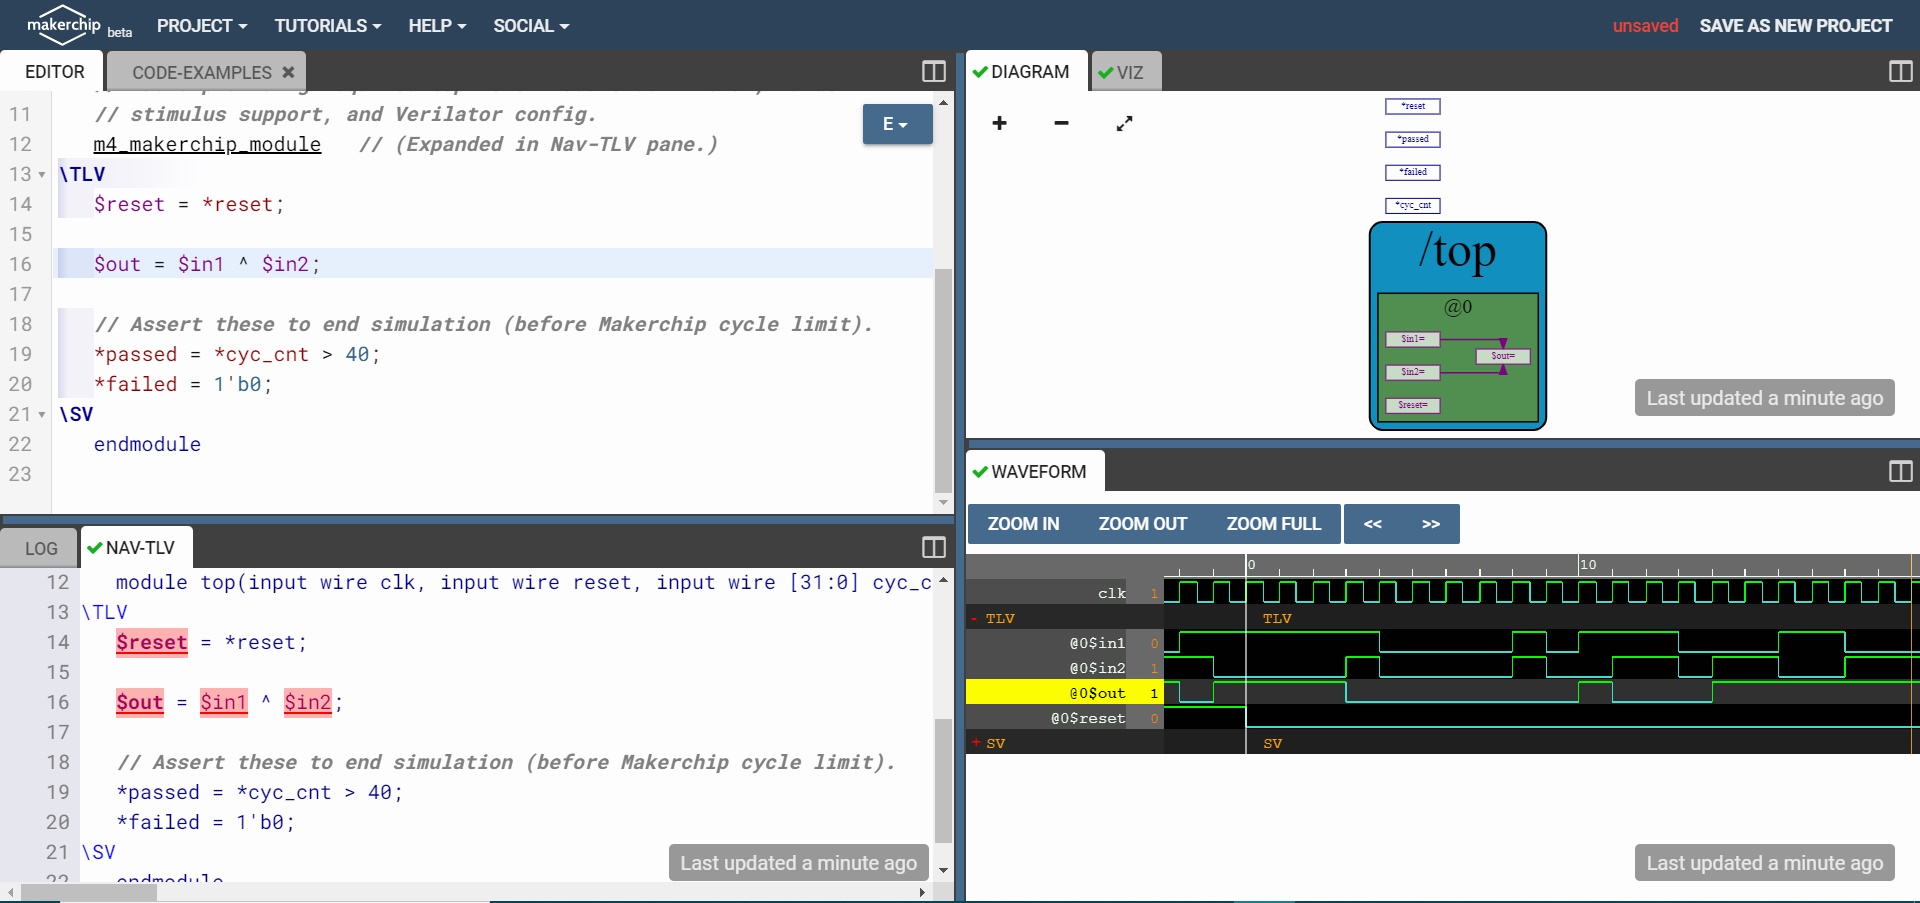 makerchip beta PROJECT TUTORIALS HELP SOCIAL unsaved SAVE AS NEW PROJECT
EDITOR CODE-EXAMPLES
11 // stimulus support, and Verilator config.
12 m4_makerchip_module // (Expanded in Nav-TLV pane.)
13 \TLV
14 $reset = *reset;
15
16 $out = $in1 ^ $in2;
17
18 // Assert these to end simulation (before Makerchip cycle limit).
19 *passed = *cyc_cnt > 40;
20 *failed = 1'b0;
21 \SV
22 endmodule
23
E
LOG NAV-TLV
12 module top(input wire clk, input wire reset, input wire [31:0] cyc_c
13 \TLV
14 $reset = *reset;
15
16 $out = $in1 ^ $in2;
17
18 // Assert these to end simulation (before Makerchip cycle limit).
19 *passed = *cyc_cnt > 40;
20 *failed = 1'b0;
21 \SV
22 endmodule
Last updated a minute ago
DIAGRAM VIZ
*reset
*passed
*failed
*cyc_cnt
/top
@0
$in1=
$out=
$in2=
$reset=
Last updated a minute ago
WAVEFORM
ZOOM IN ZOOM OUT ZOOM FULL << >>
0 10
clk 1
- TLV TLV
@0$in1 0
@0$in2 1
@0$out 1
@0$reset 0
+ SV SV
Last updated a minute ago